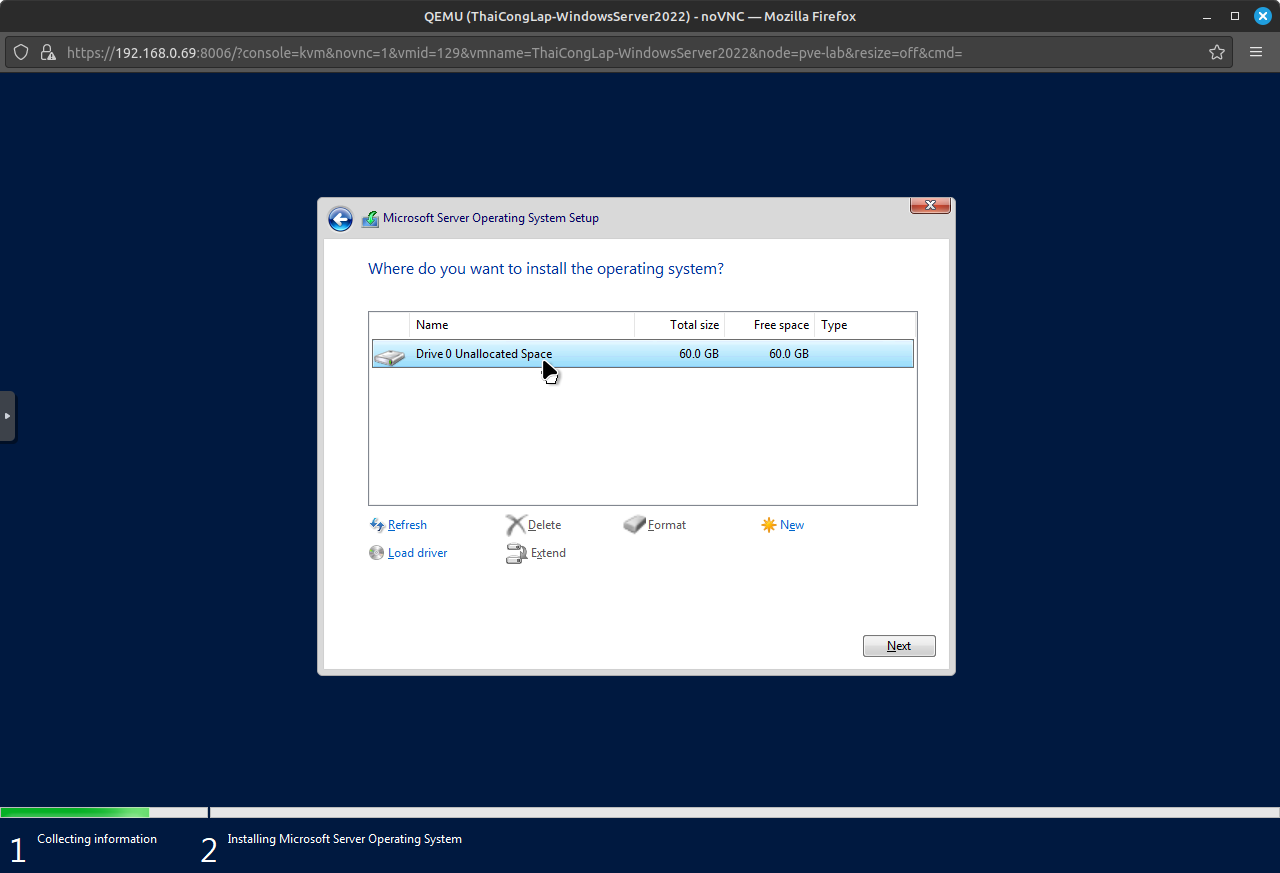 QEMU (ThaiCongLap-WindowsServer2022) - noVNC — Mozilla Firefox
https://192.168.0.69:8006/?console=kvm&novnc=1&vmid=129&vmname=ThaiCongLap-WindowsServer2022&node=pve-lab&resize=off&cmd=
Microsoft Server Operating System Setup
Where do you want to install the operating system?
Name Total size Free space Type
Drive 0 Unallocated Space 60.0 GB 60.0 GB
Refresh Delete Format New
Load driver Extend
Next
1 Collecting information 2 Installing Microsoft Server Operating System